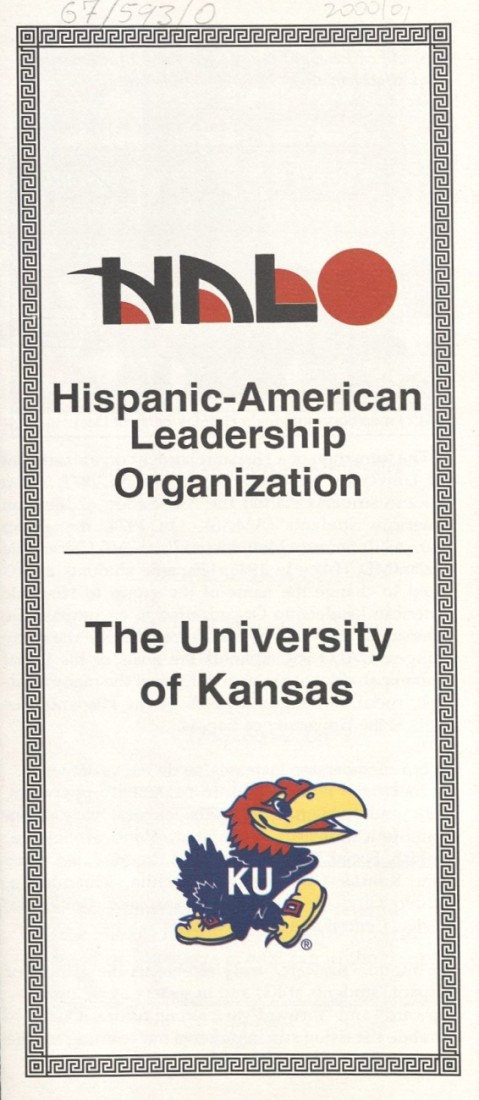 67/593/0 2000/01
HALO
Hispanic-American
Leadership
Organization
The University
of Kansas
KU
®